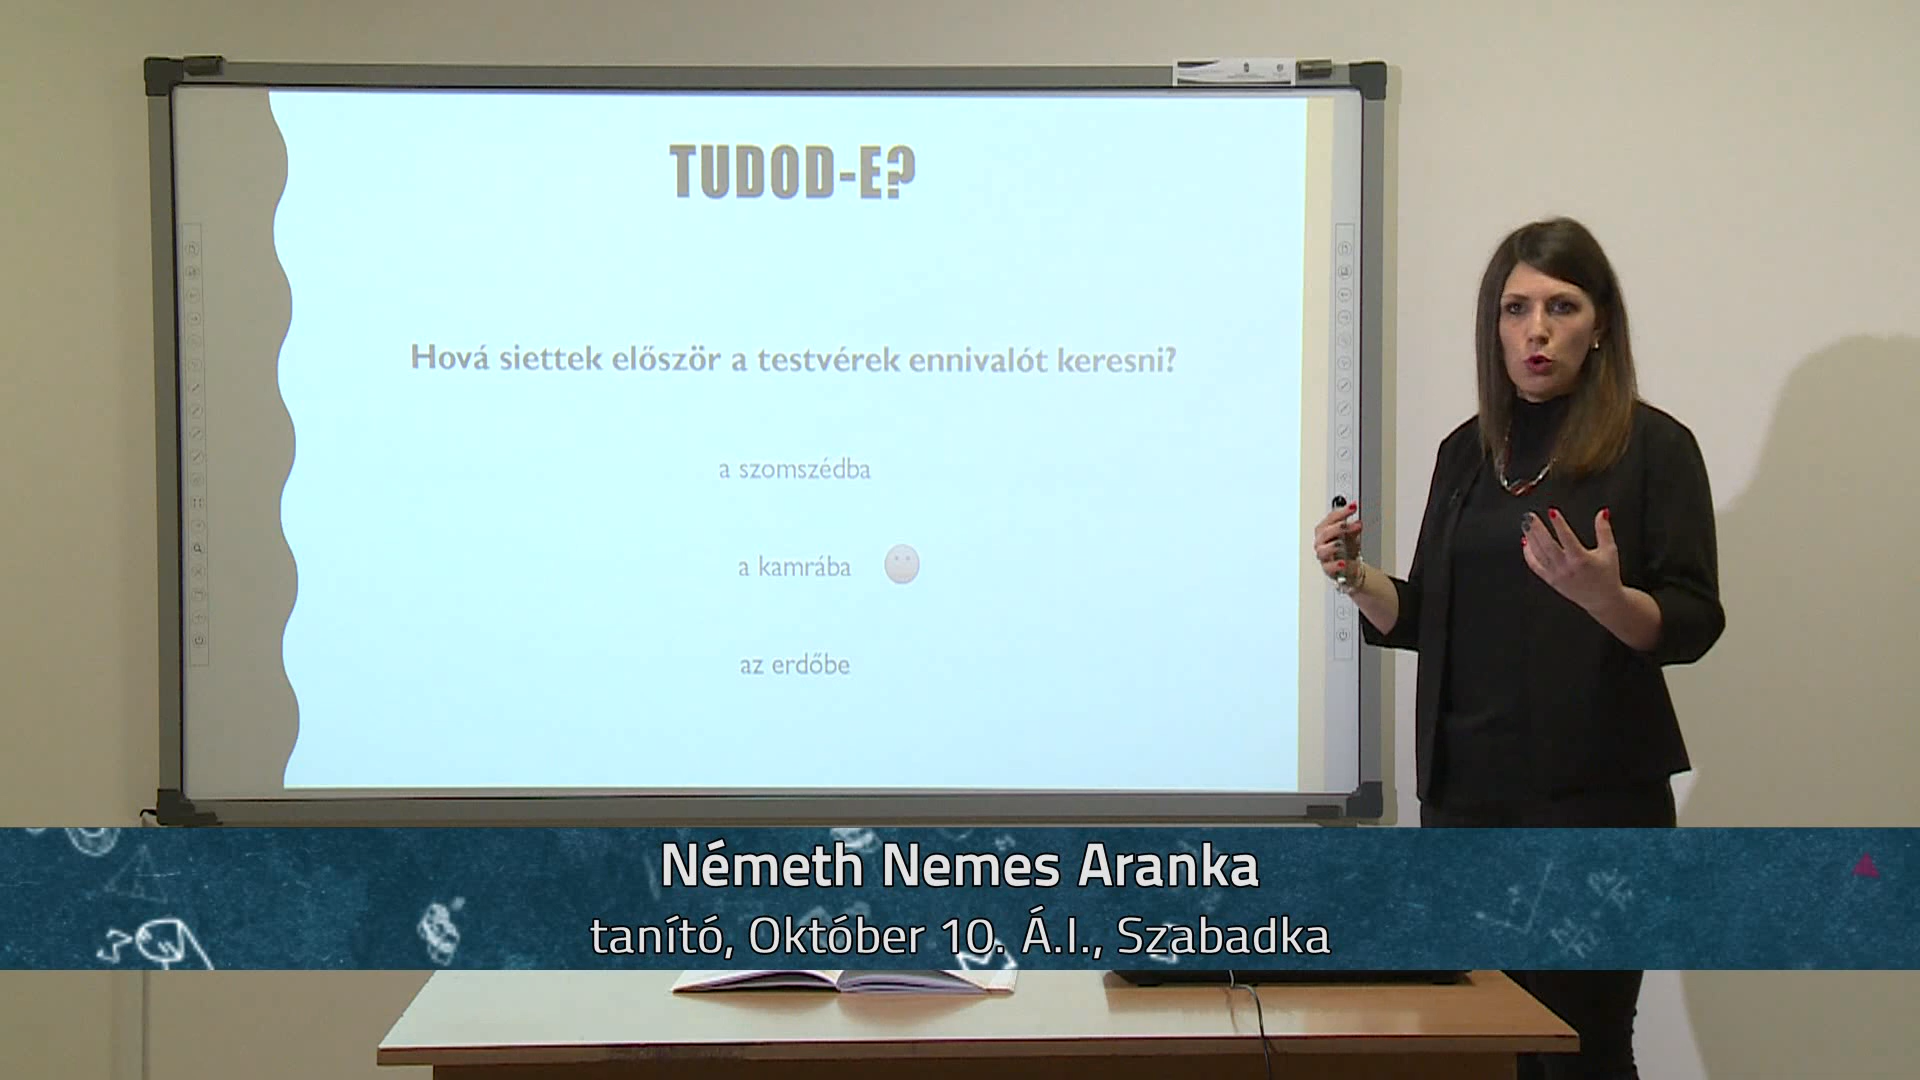 TUDOD-E?
Hová siettek először a testvérek ennivalót keresni?
a szomszédba
a kamrába
az erdőbe
Németh Nemes Aranka
tanító, Október 10. Á.I., Szabadka